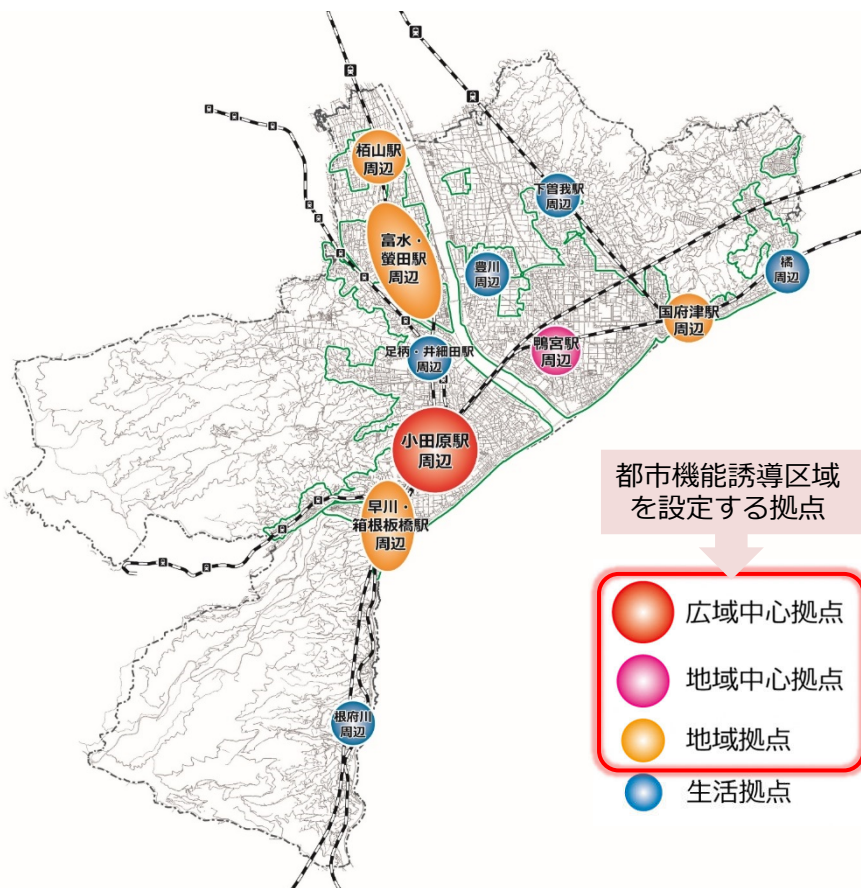 栢山駅
周辺
下曽我駅
周辺
富水・
螢田駅
周辺
豊川
周辺
橘
周辺
国府津駅
周辺
鴨宮駅
周辺
足柄・井細田駅
周辺
小田原駅
周辺
早川・
箱根板橋駅
周辺
根府川
周辺
都市機能誘導区域
を設定する拠点
広域中心拠点
地域中心拠点
地域拠点
生活拠点